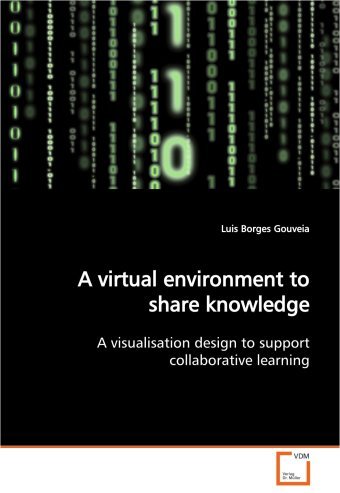 Luis Borges Gouveia
A virtual environment to
share knowledge
A visualisation design to support
collaborative learning
VDM
Verlag
Dr. Müller